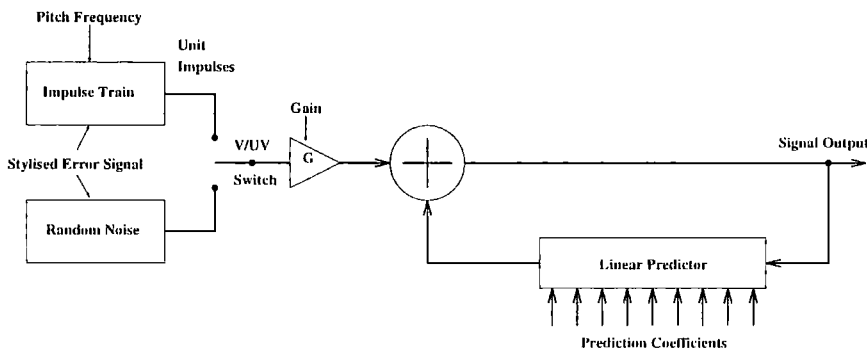 Pitch Frequency
Unit
Impulses
Impulse Train
Gain
V/UV
G
Stylised Error Signal
Switch
Signal Output
Random Noise
Linear Predictor
Prediction Coefficients